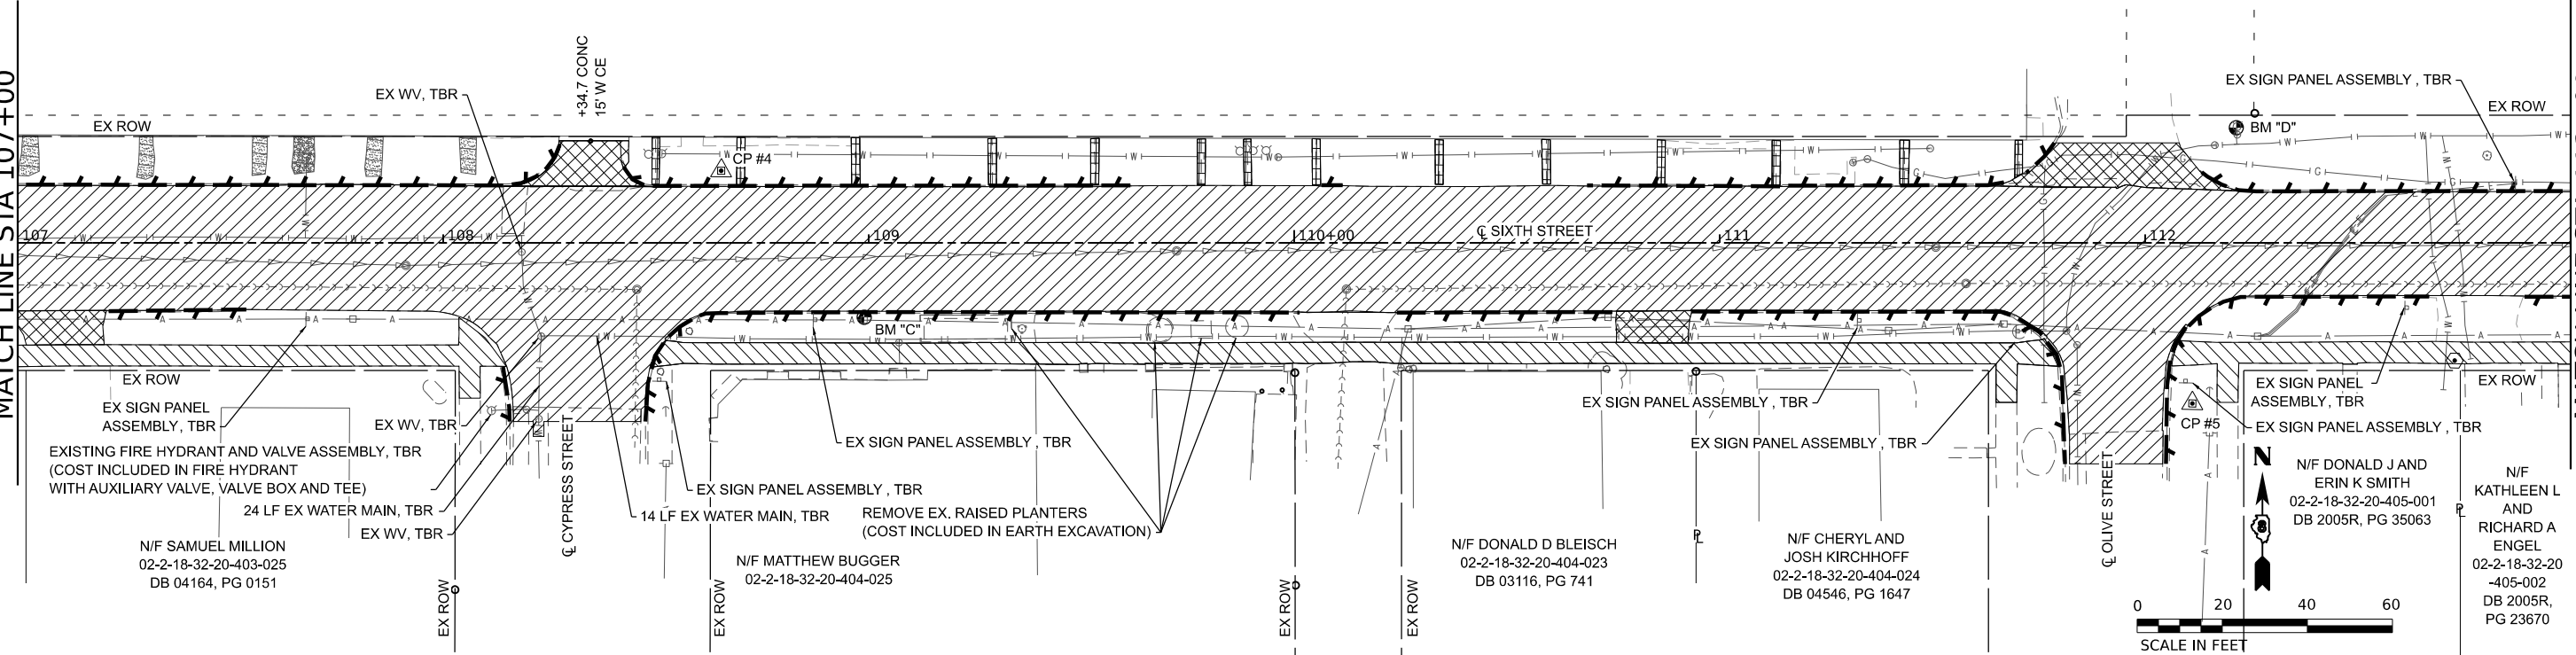 MATCH LINE STA 107+00
EX ROW
EX WV, TBR
+34.7 CONC
15' W CE
CP #4
EX SIGN PANEL ASSEMBLY , TBR
EX ROW
BM "D"
107
108
109
110+00
℄ SIXTH STREET
111
112
BM "C"
EX ROW
EX SIGN PANEL
ASSEMBLY, TBR
EX WV, TBR
EXISTING FIRE HYDRANT AND VALVE ASSEMBLY, TBR
(COST INCLUDED IN FIRE HYDRANT
WITH AUXILIARY VALVE, VALVE BOX AND TEE)
24 LF EX WATER MAIN, TBR
EX WV, TBR
℄ CYPRESS STREET
EX SIGN PANEL ASSEMBLY , TBR
EX SIGN PANEL ASSEMBLY , TBR
14 LF EX WATER MAIN, TBR
REMOVE EX. RAISED PLANTERS
(COST INCLUDED IN EARTH EXCAVATION)
EX SIGN PANEL ASSEMBLY , TBR
EX SIGN PANEL ASSEMBLY , TBR
EX SIGN PANEL
ASSEMBLY, TBR
EX ROW
CP #5
EX SIGN PANEL ASSEMBLY , TBR
N/F SAMUEL MILLION
02-2-18-32-20-403-025
DB 04164, PG 0151
EX ROW
N/F MATTHEW BUGGER
02-2-18-32-20-404-025
EX ROW
EX ROW
EX ROW
N/F DONALD D BLEISCH
02-2-18-32-20-404-023
DB 03116, PG 741
PL
N/F CHERYL AND
JOSH KIRCHHOFF
02-2-18-32-20-404-024
DB 04546, PG 1647
℄ OLIVE STREET
N
8
N/F DONALD J AND
ERIN K SMITH
02-2-18-32-20-405-001
DB 2005R, PG 35063
PL
N/F
KATHLEEN L
AND
RICHARD A
ENGEL
02-2-18-32-20
-405-002
DB 2005R,
PG 23670
0 20 40 60
SCALE IN FEET